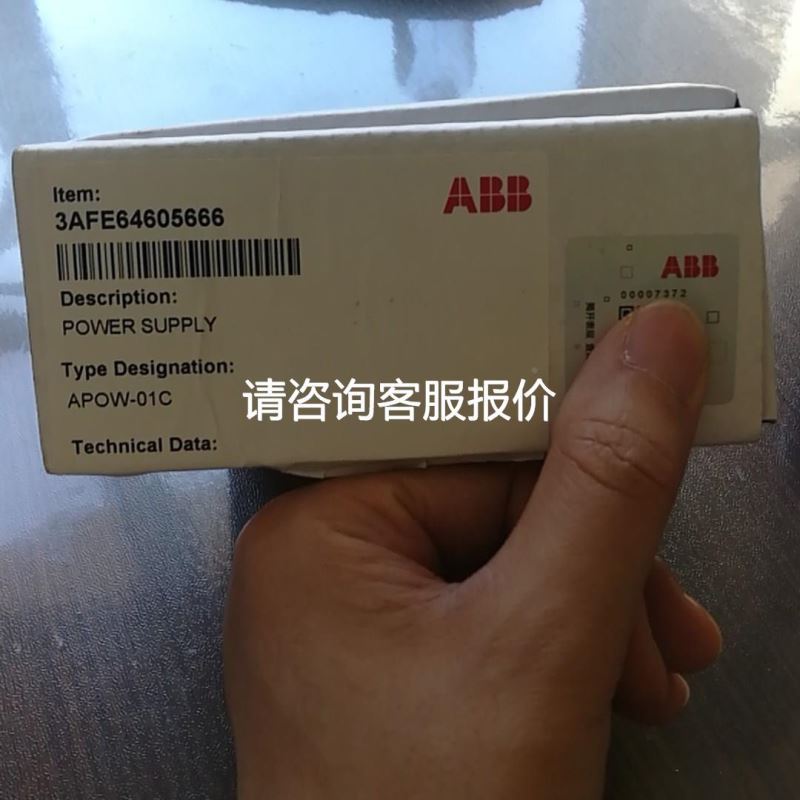 Item:
3AFE64605666
ABB
Description:
POWER SUPPLY
Type Designation:
APOW-01C
Technical Data:
ABB
00007372
请咨询客服报价